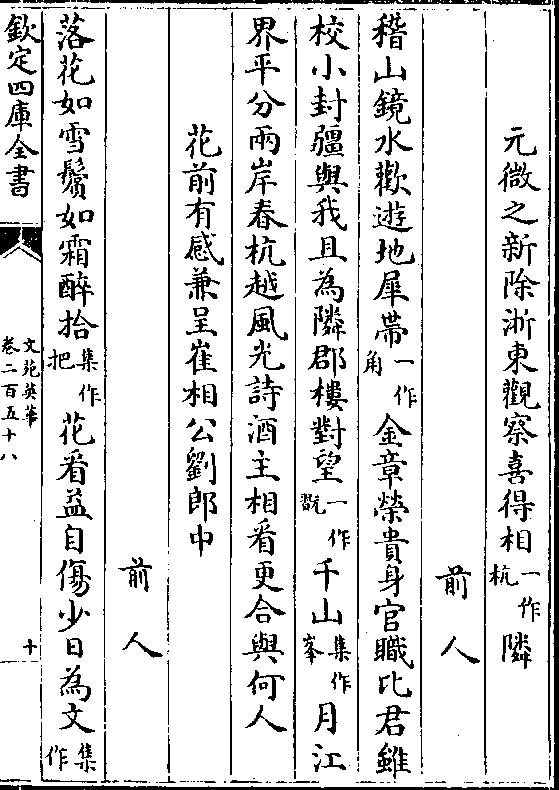 元微之新除浙東觀察喜得相一作杭隣
前人
稽山鏡水歡遊地犀帶一作角金章榮貴身官職比君雖
校小封疆與我且為隣郡樓對望一作翫千山集作峯月江
界平分兩岸春杭越風光詩酒主相看更合與何人
花前有感兼呈崔相公劉郎中
前人
落花如雪鬢如霜醉拾集作把花看益自傷少日為文集作
欽定四庫全書
文苑英華
卷二百五十八
十